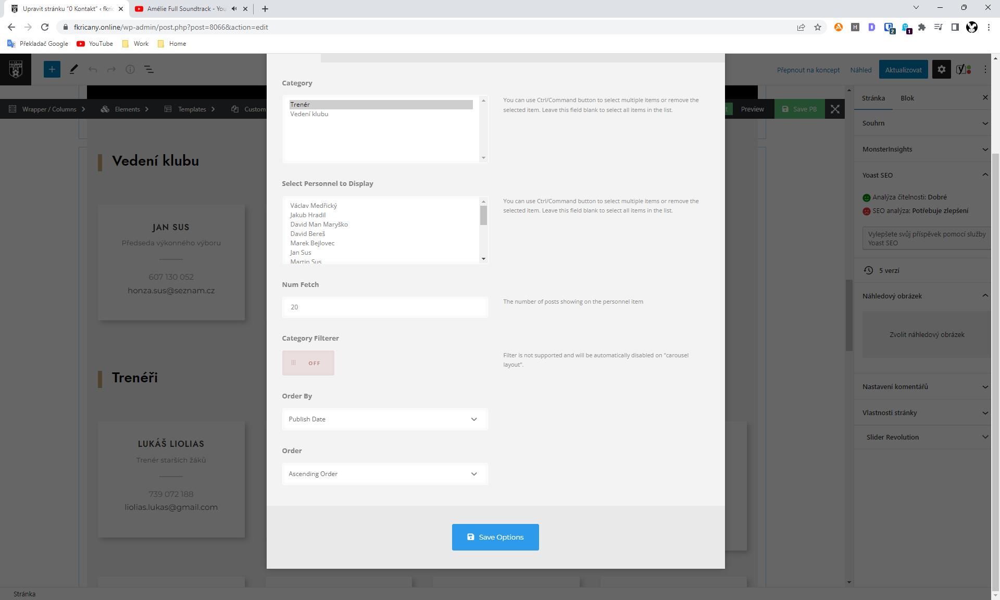 Upravit stránku “0 Kontakt” ‹ fkric
Amélie Full Soundtrack - You
fkricany.online/wp-admin/post.php?post=8066&action=edit
H
D
2
1
Překladač Google
YouTube
Work
Home
Přepnout na koncept
Náhled
Aktualizovat
Wrapper / Columns
Elements
Templates
Custom
Preview
Save PB
Category
Trenér
Vedení klubu
You can use Ctrl/Command button to select multiple items or remove the
selected item. Leave this field blank to select all items in the list.
Select Personnel to Display
Václav Medřický
Jakub Hradil
David Man Maryško
David Bereš
Marek Bejlovec
Jan Sus
Martin Sus
You can use Ctrl/Command button to select multiple items or remove the
selected item. Leave this field blank to select all items in the list.
Num Fetch
20
The number of posts showing on the personnel item
Category Filterer
OFF
Filter is not supported and will be automatically disabled on "carousel
layout".
Order By
Publish Date
Order
Ascending Order
Save Options
Vedení klubu
JAN SUS
Předseda výkonného výboru
607 130 052
honza.sus@seznam.cz
Trenéři
LUKÁŠ LIOLIAS
Trenér starších žáků
739 072 188
liolias.lukas@gmail.com
Stránka
Blok
Souhrn
MonsterInsights
Yoast SEO
Analýza čitelnosti: Dobré
SEO analýza: Potřebuje zlepšení
Vylepšete svůj příspěvek pomocí služby
Yoast SEO
5 verzí
Náhledový obrázek
Zvolit náhledový obrázek
Nastavení komentářů
Vlastnosti stránky
Slider Revolution
Stránka